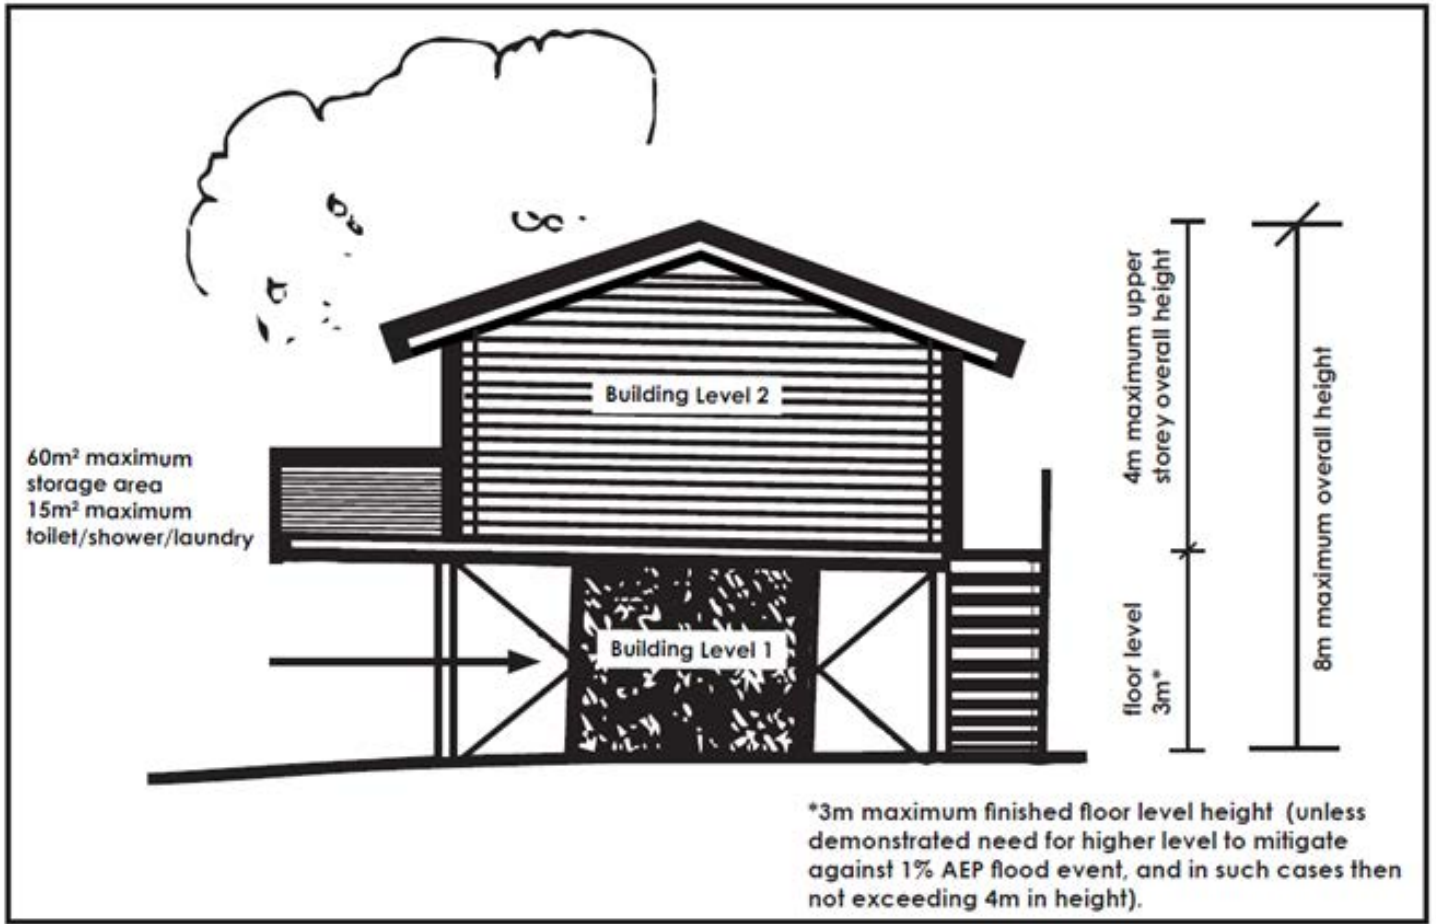 Building Level 2
60m² maximum
storage area
15m² maximum
toilet/shower/laundry
Building Level 1
4m maximum upper
storey overall height
floor level
3m*
8m maximum overall height
*3m maximum finished floor level height (unless
demonstrated need for higher level to mitigate
against 1% AEP flood event, and in such cases then
not exceeding 4m in height).